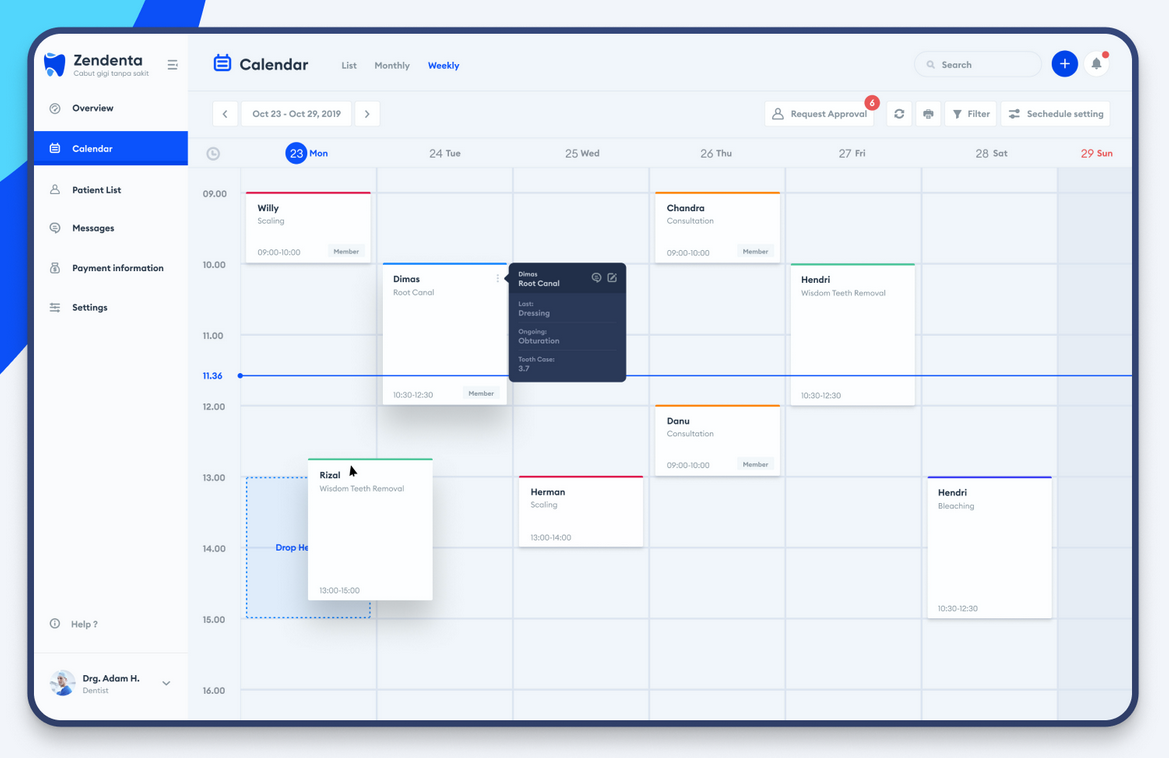 Zendenta
Cabut gigi tanpa sakit
Overview
Calendar
Patient List
Messages
Payment information
Settings
Help ?
Drg. Adam H.
Dentist
Calendar
List
Monthly
Weekly
Search
Oct 23 - Oct 29, 2019
Request Approval
6
Filter
Sechedule setting
23 Mon
24 Tue
25 Wed
26 Thu
27 Fri
28 Sat
29 Sun
09.00
10.00
11.00
11.36
12.00
13.00
14.00
15.00
16.00
Willy
Scaling
09:00-10:00
Member
Rizal
Wisdom Teeth Removal
13:00-15:00
Drop He
Dimas
Root Canal
10:30-12:30
Member
Dimas
Root Canal
Last:
Dressing
Ongoing:
Obturation
Tooth Case:
3.7
Herman
Scaling
13:00-14:00
Chandra
Consultation
09:00-10:00
Member
Danu
Consultation
09:00-10:00
Member
Hendri
Wisdom Teeth Removal
10:30-12:30
Hendri
Bleaching
10:30-12:30